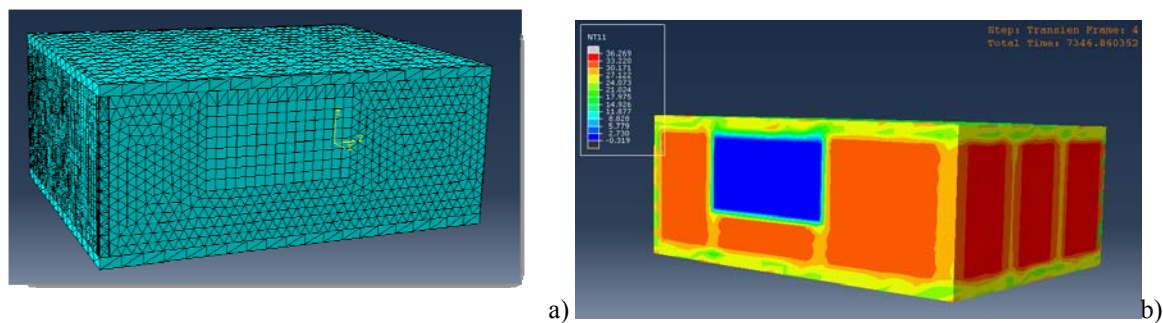 NT11
36.269
33.220
30.171
27.122
24.073
21.024
17.975
14.926
11.877
8.828
5.779
2.730
-0.319
Step: Transien Frame: 4
Total Time: 7346.860352
a)
b)